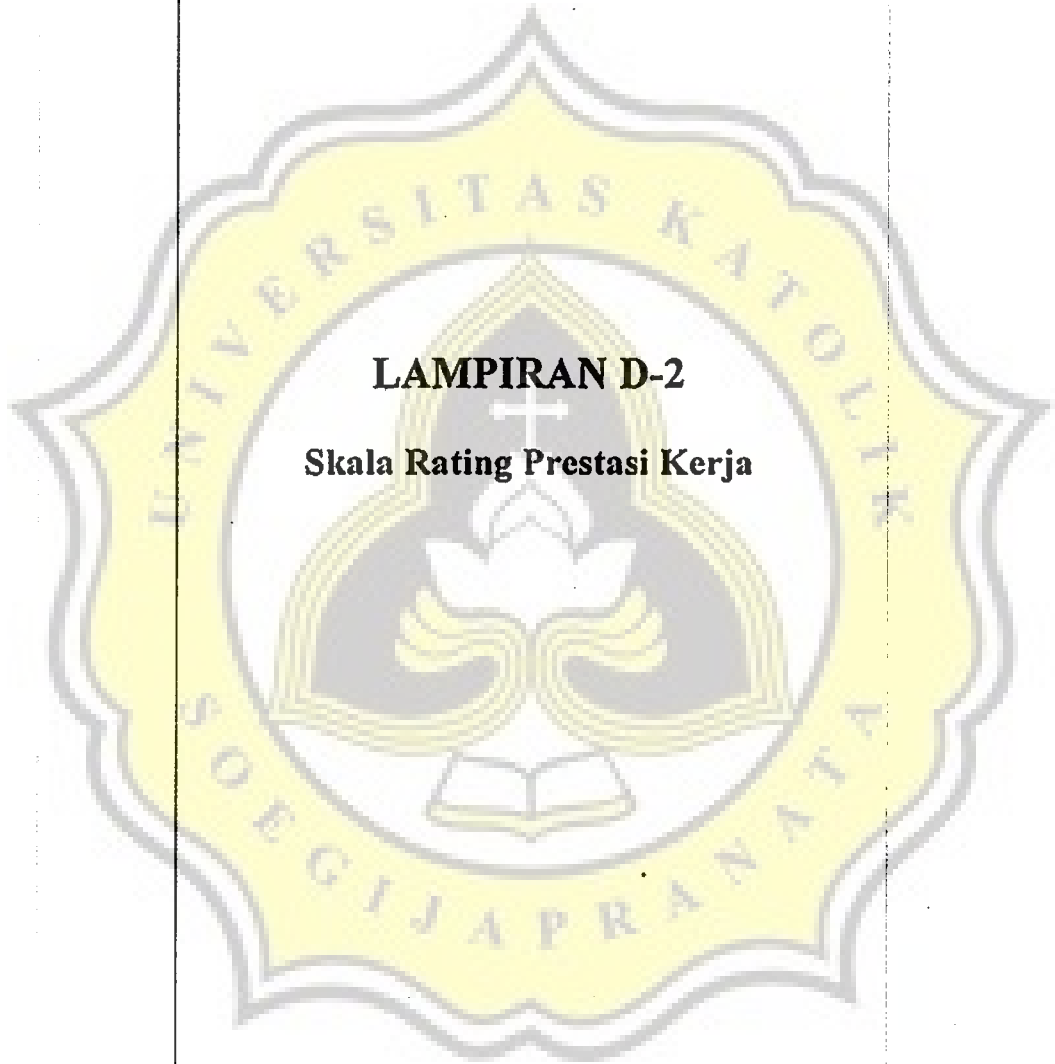 UNIVERSITAS KATOLIK
LAMPIRAN D-2
Skala Rating Prestasi Kerja
SOEGIJAPRANATA